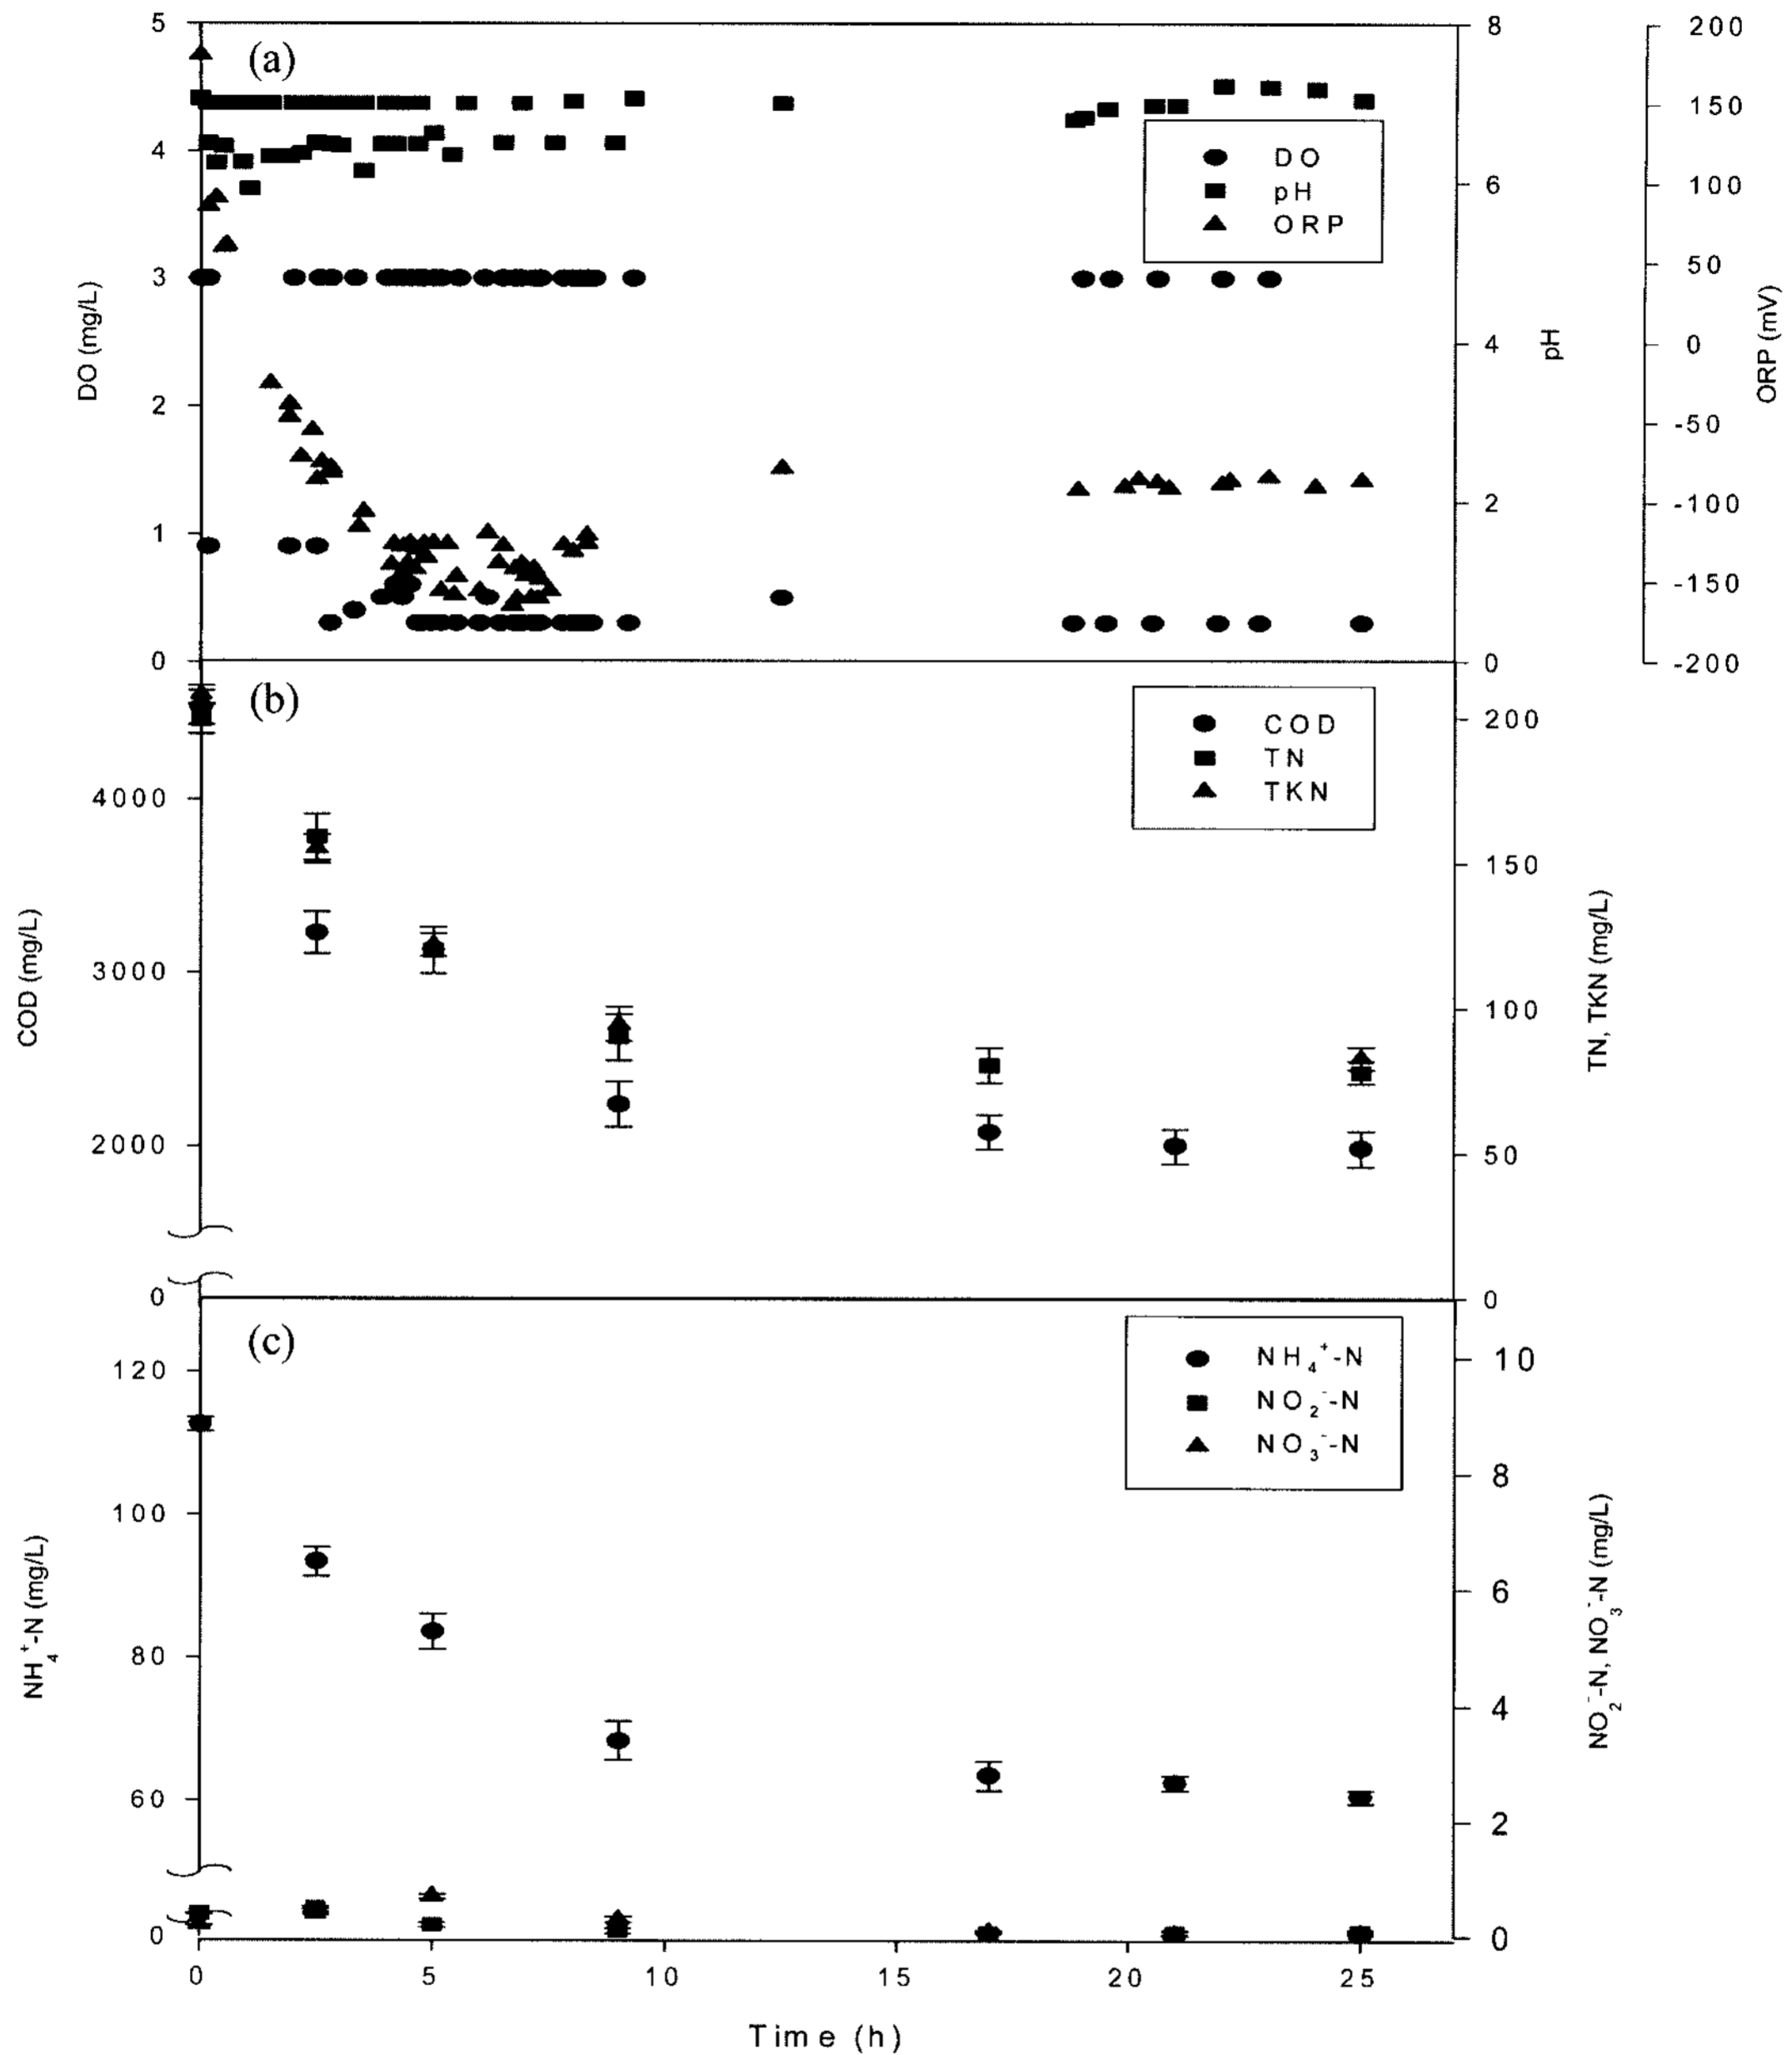 (a)
5
4
3
2
1
0
DO (mg/L)
8
6
4
2
0
pH
200
150
100
50
0
-50
-100
-150
-200
ORP (mV)
DO
pH
ORP
(b)
4000
3000
2000
0
COD (mg/L)
200
150
100
50
0
TN, TKN (mg/L)
COD
TN
TKN
(c)
120
100
80
60
0
NH₄⁺-N (mg/L)
10
8
6
4
2
0
NO₂⁻-N, NO₃⁻-N (mg/L)
NH₄⁺-N
NO₂⁻-N
NO₃⁻-N
0 5 10 15 20 25
Time (h)